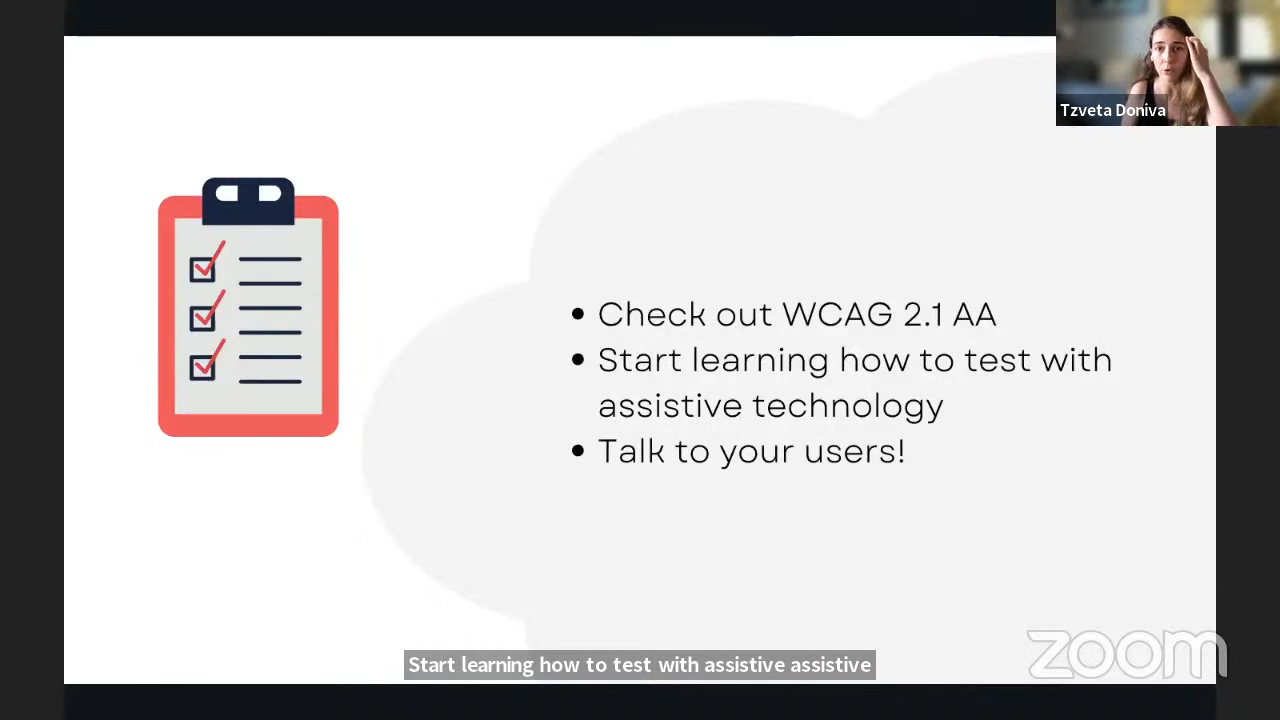 Tzveta Doniva
• Check out WCAG 2.1 AA
• Start learning how to test with
assistive technology
• Talk to your users!
Start learning how to test with assistive assistive
zoom